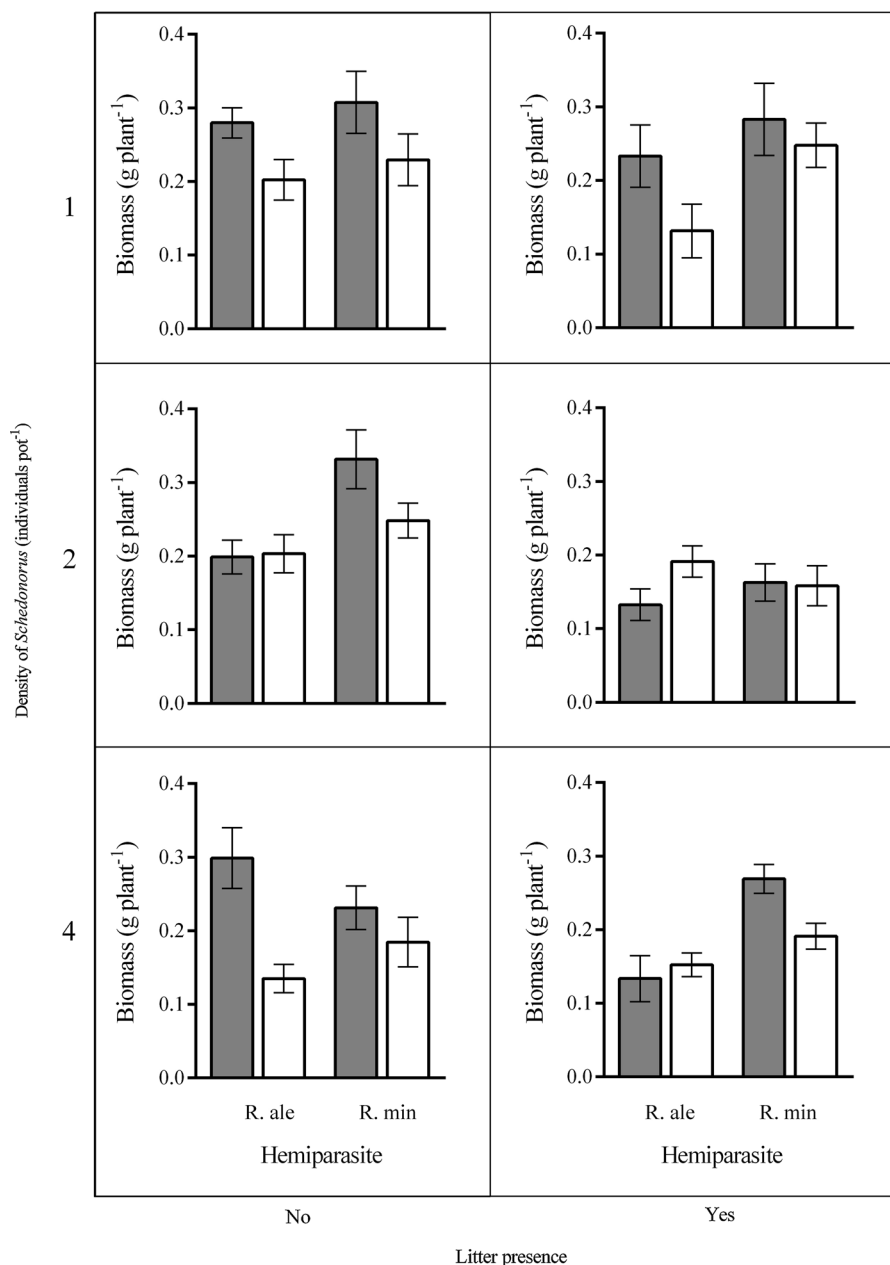 0.4
0.3
0.2
0.1
0.0
Biomass (g plant⁻¹)
0.4
0.3
0.2
0.1
0.0
Biomass (g plant⁻¹)
1
0.4
0.3
0.2
0.1
0.0
Biomass (g plant⁻¹)
0.4
0.3
0.2
0.1
0.0
Biomass (g plant⁻¹)
2
Density of Schedonorus (individuals pot⁻¹)
0.4
0.3
0.2
0.1
0.0
Biomass (g plant⁻¹)
0.4
0.3
0.2
0.1
0.0
Biomass (g plant⁻¹)
4
R. ale R. min
Hemiparasite
R. ale R. min
Hemiparasite
No
Yes
Litter presence